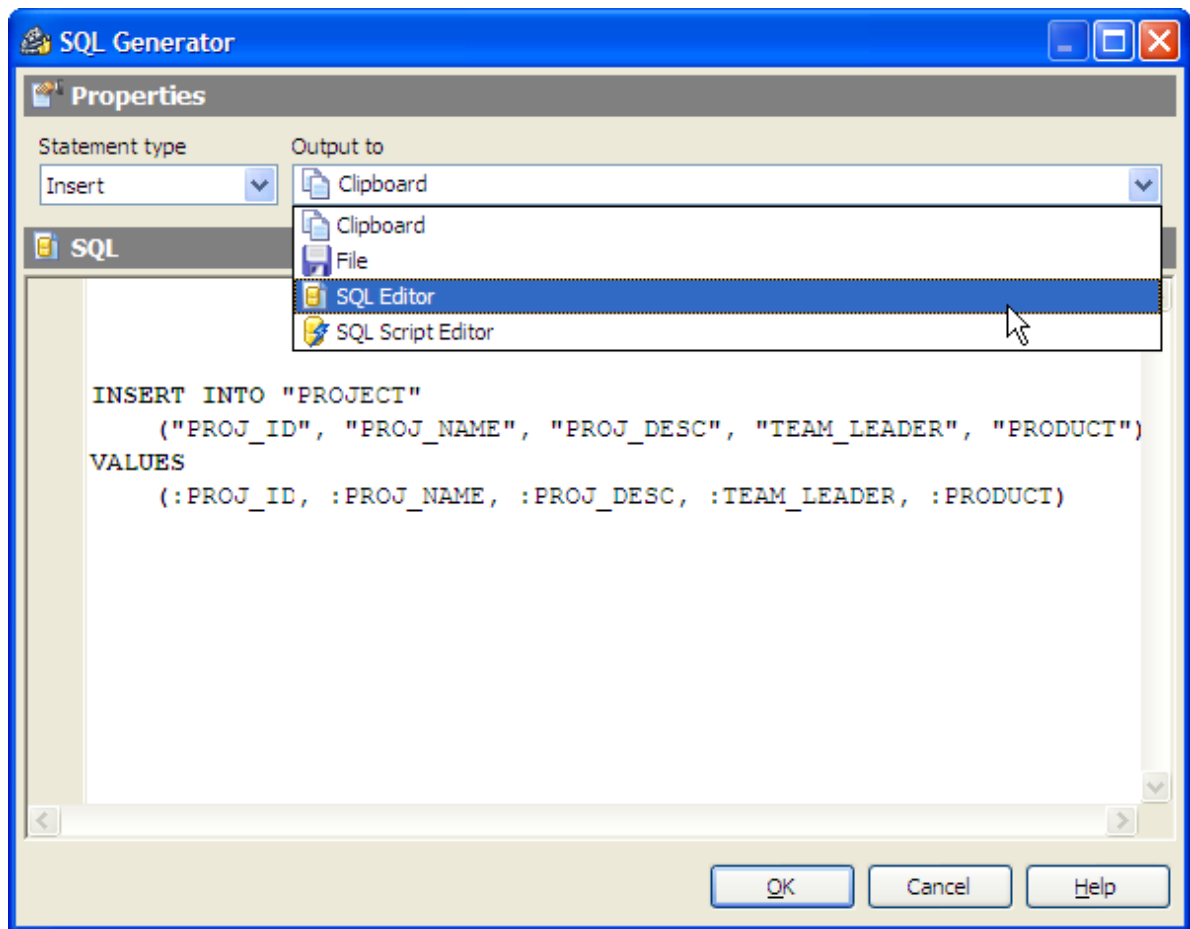 SQL Generator
Properties
Statement type Output to
Insert Clipboard
Clipboard
SQL File
SQL Editor
SQL Script Editor
INSERT INTO "PROJECT"
("PROJ_ID", "PROJ_NAME", "PROJ_DESC", "TEAM_LEADER", "PRODUCT")
VALUES
(:PROJ_ID, :PROJ_NAME, :PROJ_DESC, :TEAM_LEADER, :PRODUCT)
OK Cancel Help